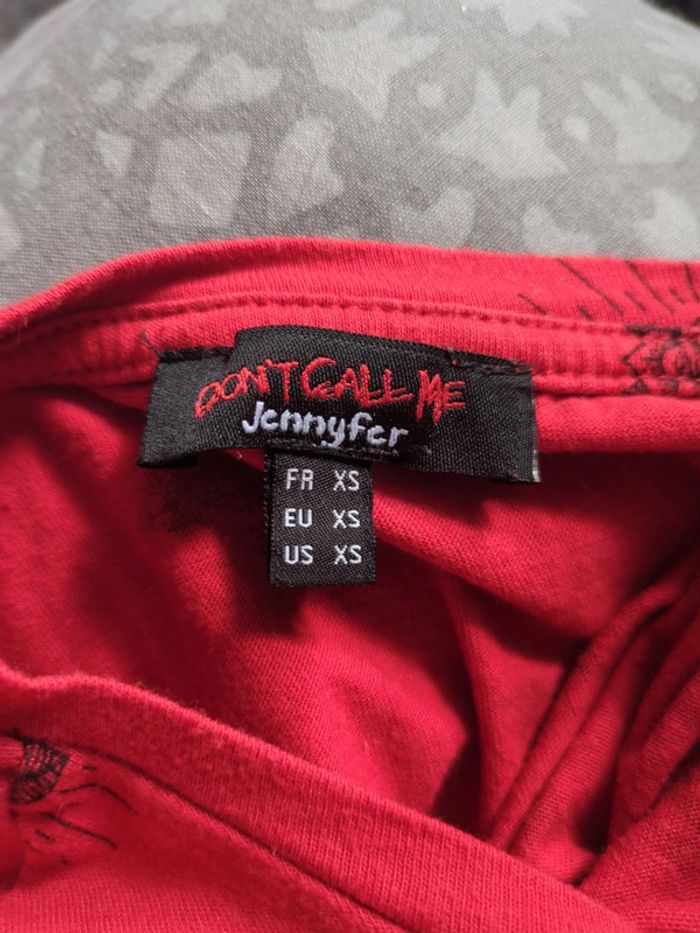 DON'T CALL ME
Jennyfer
FR XS
EU XS
US XS